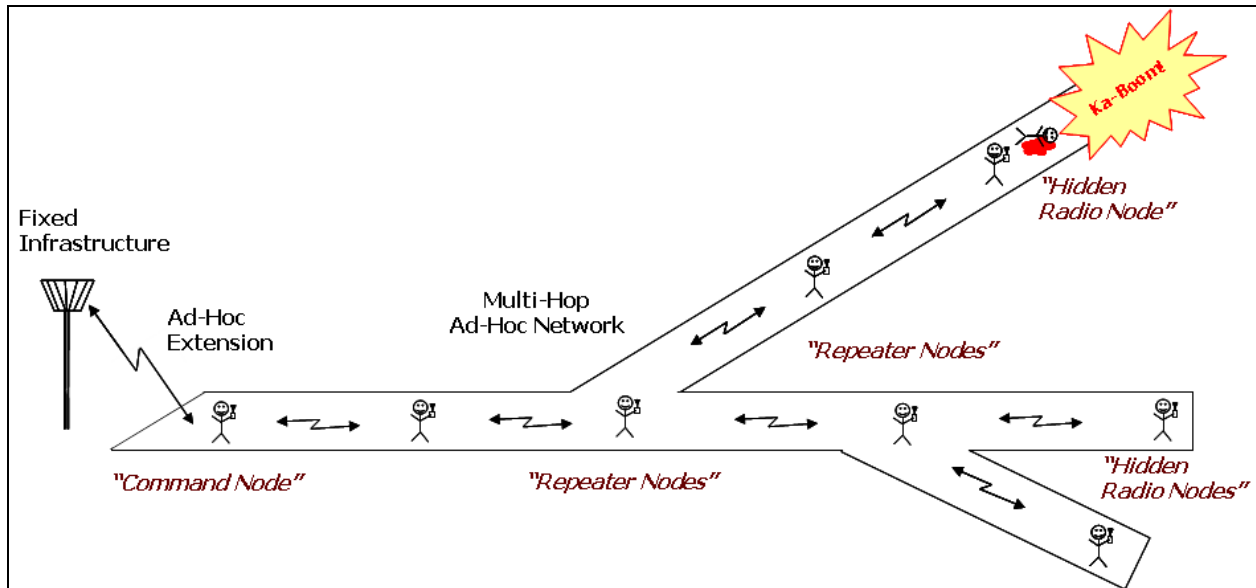 Ka-Boom!
"Hidden
Radio Node"
Fixed
Infrastructure
Ad-Hoc
Extension
Multi-Hop
Ad-Hoc Network
"Repeater Nodes"
"Command Node"
"Repeater Nodes"
"Hidden
Radio Nodes"